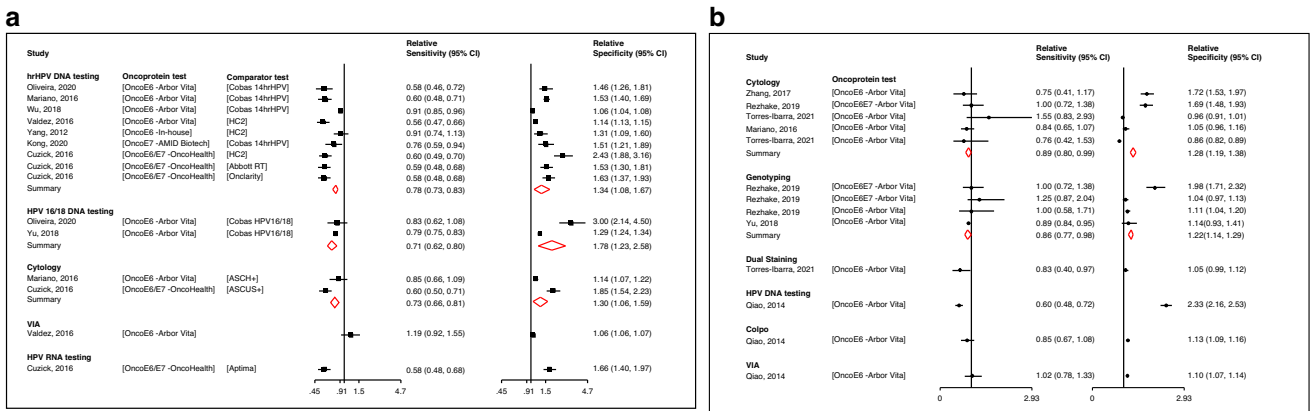 a
Relative Relative
Study Sensitivity (95% CI) Specificity (95% CI)
hrHPV DNA testing Oncoprotein test Comparator test
Oliveira, 2020 [OncoE6 -Arbor Vita] [Cobas 14hrHPV] 0.58 (0.46, 0.72) 1.46 (1.26, 1.81)
Mariano, 2016 [OncoE6 -Arbor Vita] [Cobas 14hrHPV] 0.60 (0.48, 0.71) 1.53 (1.40, 1.69)
Wu, 2018 [OncoE6 -Arbor Vita] [Cobas 14hrHPV] 0.91 (0.85, 0.96) 1.06 (1.04, 1.08)
Valdez, 2016 [OncoE6 -Arbor Vita] [HC2] 0.56 (0.47, 0.66) 1.14 (1.13, 1.15)
Yang, 2012 [OncoE6 -In-house] [HC2] 0.91 (0.74, 1.13) 1.31 (1.09, 1.60)
Kong, 2020 [OncoE7 -AMID Biotech] [Cobas 14hrHPV] 0.76 (0.59, 0.94) 1.51 (1.21, 1.89)
Cuzick, 2016 [OncoE6/E7 -OncoHealth] [HC2] 0.60 (0.49, 0.70) 2.43 (1.88, 3.16)
Cuzick, 2016 [OncoE6/E7 -OncoHealth] [Abbott RT] 0.59 (0.48, 0.68) 1.53 (1.30, 1.81)
Cuzick, 2016 [OncoE6/E7 -OncoHealth] [Onclarity] 0.58 (0.48, 0.68) 1.63 (1.37, 1.93)
Summary 0.78 (0.73, 0.83) 1.34 (1.08, 1.67)
HPV 16/18 DNA testing
Oliveira, 2020 [OncoE6 -Arbor Vita] [Cobas HPV16/18] 0.83 (0.62, 1.08) 3.00 (2.14, 4.50)
Yu, 2018 [OncoE6 -Arbor Vita] [Cobas HPV16/18] 0.79 (0.75, 0.83) 1.29 (1.24, 1.34)
Summary 0.71 (0.62, 0.80) 1.78 (1.23, 2.58)
Cytology
Mariano, 2016 [OncoE6 -Arbor Vita] [ASCH+] 0.85 (0.66, 1.09) 1.14 (1.07, 1.22)
Cuzick, 2016 [OncoE6/E7 -OncoHealth] [ASCUS+] 0.60 (0.50, 0.71) 1.85 (1.54, 2.23)
Summary 0.73 (0.66, 0.81) 1.30 (1.06, 1.59)
VIA
Valdez, 2016 [OncoE6 -Arbor Vita] 1.19 (0.92, 1.55) 1.06 (1.06, 1.07)
HPV RNA testing
Cuzick, 2016 [OncoE6/E7 -OncoHealth] [Aptima] 0.58 (0.48, 0.68) 1.66 (1.40, 1.97)
.45 .91 1.5 4.7 .45 .91 1.5 4.7
b
Relative Relative
Study Sensitivity (95% CI) Specificity (95% CI)
Cytology Oncoprotein test
Zhang, 2017 [OncoE6 -Arbor Vita] 0.75 (0.41, 1.17) 1.72 (1.53, 1.97)
Rezhake, 2019 [OncoE6E7 -Arbor Vita] 1.00 (0.72, 1.38) 1.69 (1.48, 1.93)
Torres-Ibarra, 2021 [OncoE6 -Arbor Vita] 1.55 (0.83, 2.93) 0.96 (0.91, 1.01)
Mariano, 2016 [OncoE6 -Arbor Vita] 0.84 (0.65, 1.07) 1.05 (0.96, 1.16)
Torres-Ibarra, 2021 [OncoE6 -Arbor Vita] 0.76 (0.42, 1.53) 0.86 (0.82, 0.89)
Summary 0.89 (0.80, 0.99) 1.28 (1.19, 1.38)
Genotyping
Rezhake, 2019 [OncoE6E7 -Arbor Vita] 1.00 (0.72, 1.38) 1.98 (1.71, 2.32)
Rezhake, 2019 [OncoE6E7 -Arbor Vita] 1.25 (0.87, 2.04) 1.04 (0.97, 1.13)
Rezhake, 2019 [OncoE6 -Arbor Vita] 1.00 (0.58, 1.71) 1.11 (1.04, 1.20)
Yu, 2018 [OncoE6 -Arbor Vita] 0.89 (0.84, 0.95) 1.14(0.93, 1.41)
Summary 0.86 (0.77, 0.98) 1.22(1.14, 1.29)
Dual Staining
Torres-Ibarra, 2021 [OncoE6 -Arbor Vita] 0.83 (0.40, 0.97) 1.05 (0.99, 1.12)
HPV DNA testing
Qiao, 2014 [OncoE6 -Arbor Vita] 0.60 (0.48, 0.72) 2.33 (2.16, 2.53)
Colpo
Qiao, 2014 [OncoE6 -Arbor Vita] 0.85 (0.67, 1.08) 1.13 (1.09, 1.16)
VIA
Qiao, 2014 [OncoE6 -Arbor Vita] 1.02 (0.78, 1.33) 1.10 (1.07, 1.14)
0 2.93 0 2.93